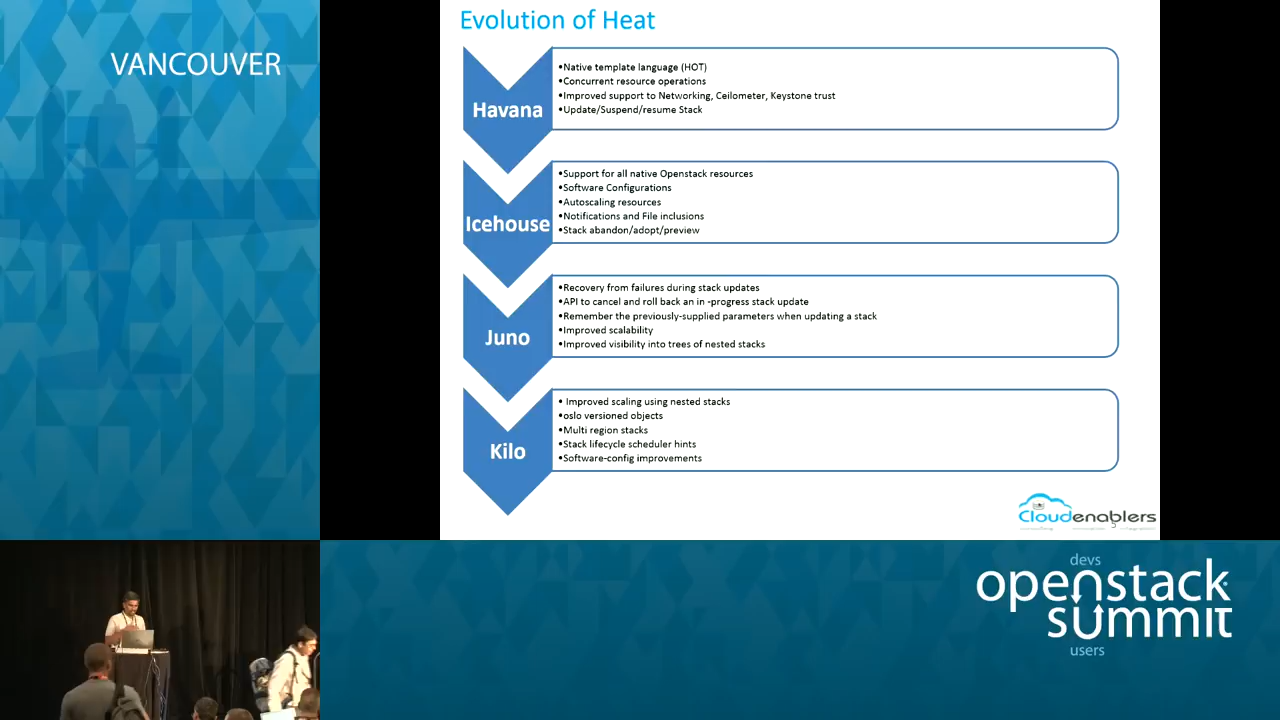 VANCOUVER
Evolution of Heat
Havana
•Native template language (HOT)
•Concurrent resource operations
•Improved support to Networking, Ceilometer, Keystone trust
•Update/Suspend/resume Stack
Icehouse
•Support for all native Openstack resources
•Software Configurations
•Autoscaling resources
•Notifications and File inclusions
•Stack abandon/adopt/preview
Juno
•Recovery from failures during stack updates
•API to cancel and roll back an in -progress stack update
•Remember the previously-supplied parameters when updating a stack
•Improved scalability
•Improved visibility into trees of nested stacks
Kilo
• Improved scaling using nested stacks
•oslo versioned objects
•Multi region stacks
•Stack lifecycle scheduler hints
•Software-config improvements
Cloudenablers
5
devs
openstack
summit
users